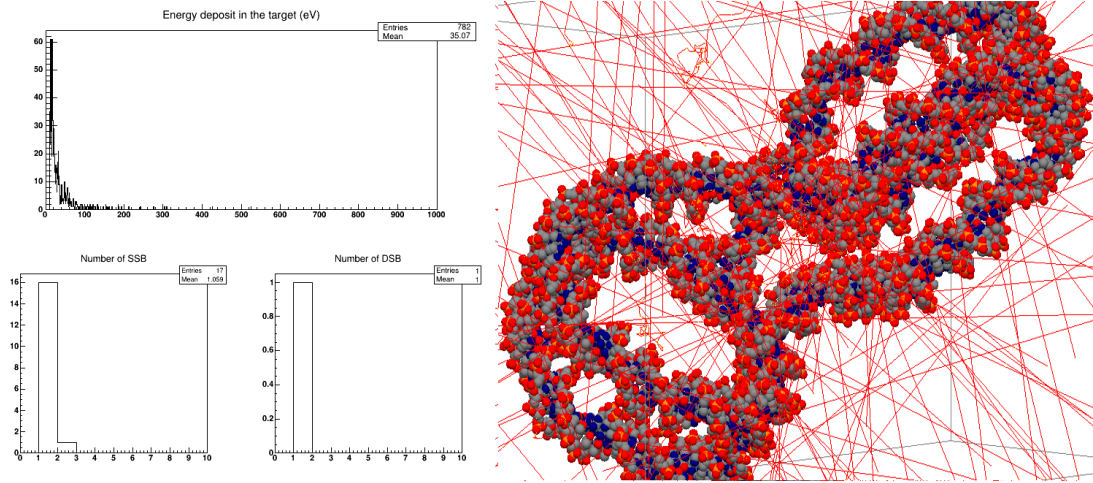 Energy deposit in the target (eV)
Entries 782
Mean 35.07
60
50
40
30
20
10
0
0 100 200 300 400 500 600 700 800 900 1000
Number of SSB
Entries 17
Mean 1.059
16
14
12
10
8
6
4
2
0
0 1 2 3 4 5 6 7 8 9 10
Number of DSB
Entries 1
Mean 1
1
0.8
0.6
0.4
0.2
0
0 1 2 3 4 5 6 7 8 9 10